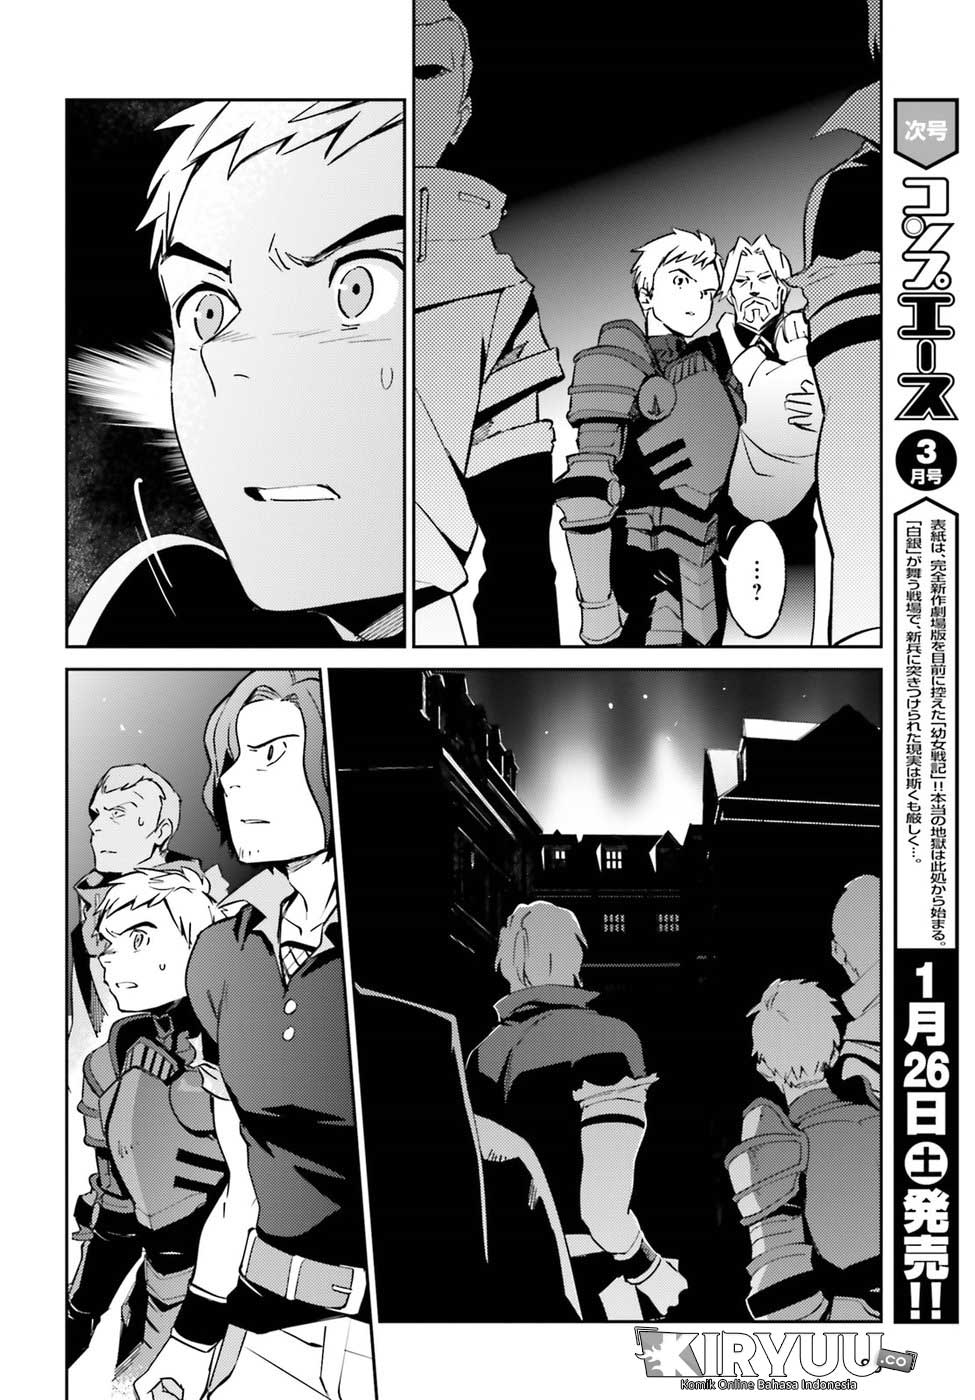 次号
コンプエース
3
月号
表紙は、完全新作劇場版を目前に控えた「幼女戦記」!!本当の地獄は此処から始まる。
「白銀」が舞う戦場で、新兵に突きつけられた現実は斯くも厳しく…。
1月26日㊏発売!!
…?
KIRYUU.co
Komik Online Bahasa Indonesia